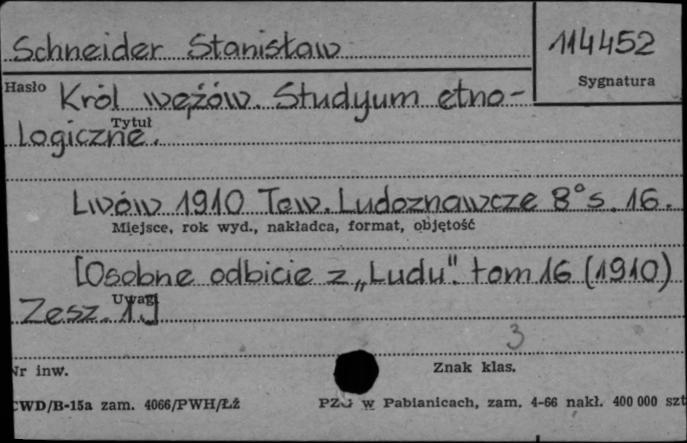 Schneider Stanisław
114452
Hasło
Sygnatura
Król wężów. Studyum etno-
Tytuł
logiczne.
Lwów 1910 Tow. Ludoznawcze 8° s. 16.
Miejsce, rok wyd., nakładca, format, objętość
[Osobne odbicie z „Ludu". tom 16 (1910)
Uwagi
Zesz. 1.]
3
Nr inw.
Znak klas.
CWD/B-15a zam. 4066/PWH/ŁŻ
PZG w Pabianicach, zam. 4-66 nakł. 400 000 szt